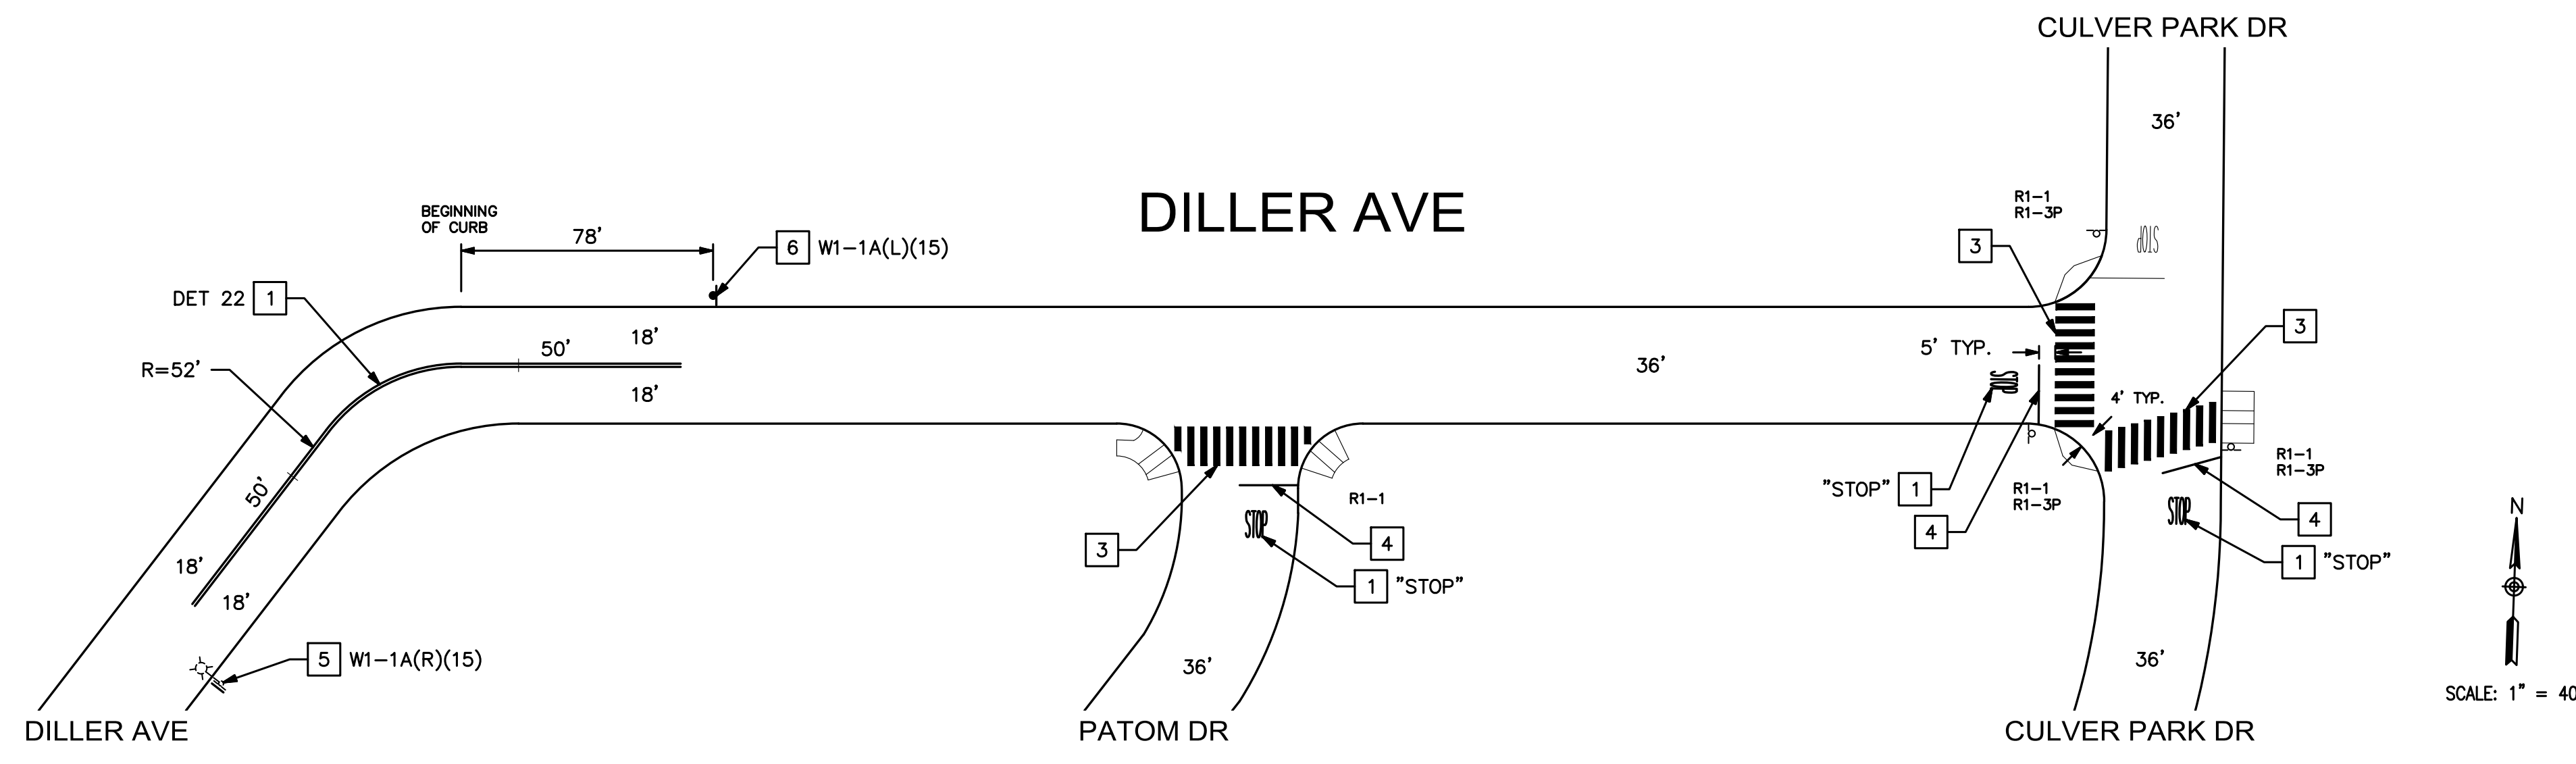 CULVER PARK DR
36'
DILLER AVE
R1-1
R1-3P
BEGINNING
OF CURB
78'
6 W1-1A(L)(15)
3
STOP
DET 22 1
3
18'
50'
5' TYP.
36'
R=52'
STOP
18'
4' TYP.
R1-1
R1-3P
"STOP" 1
R1-1
R1-3P
50'
R1-1
STOP
STOP
4
4
N
3
4
1 "STOP"
18'
1 "STOP"
18'
5 W1-1A(R)(15)
36'
36'
SCALE: 1" = 40
DILLER AVE
PATOM DR
CULVER PARK DR